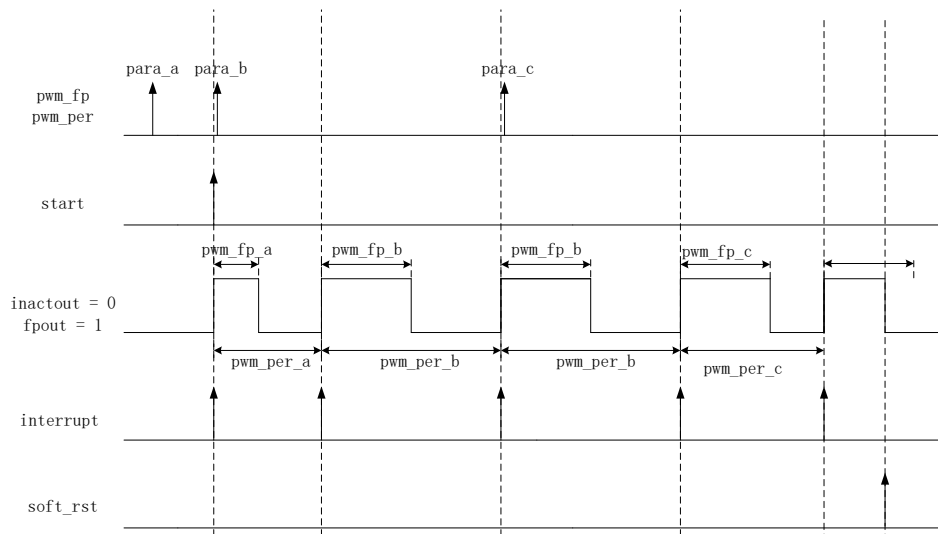 para_a para_b para_c
pwm_fp
pwm_per
start
pwm_fp_a pwm_fp_b pwm_fp_b pwm_fp_c
inactout = 0
fpout = 1
pwm_per_a pwm_per_b pwm_per_b pwm_per_c
interrupt
soft_rst